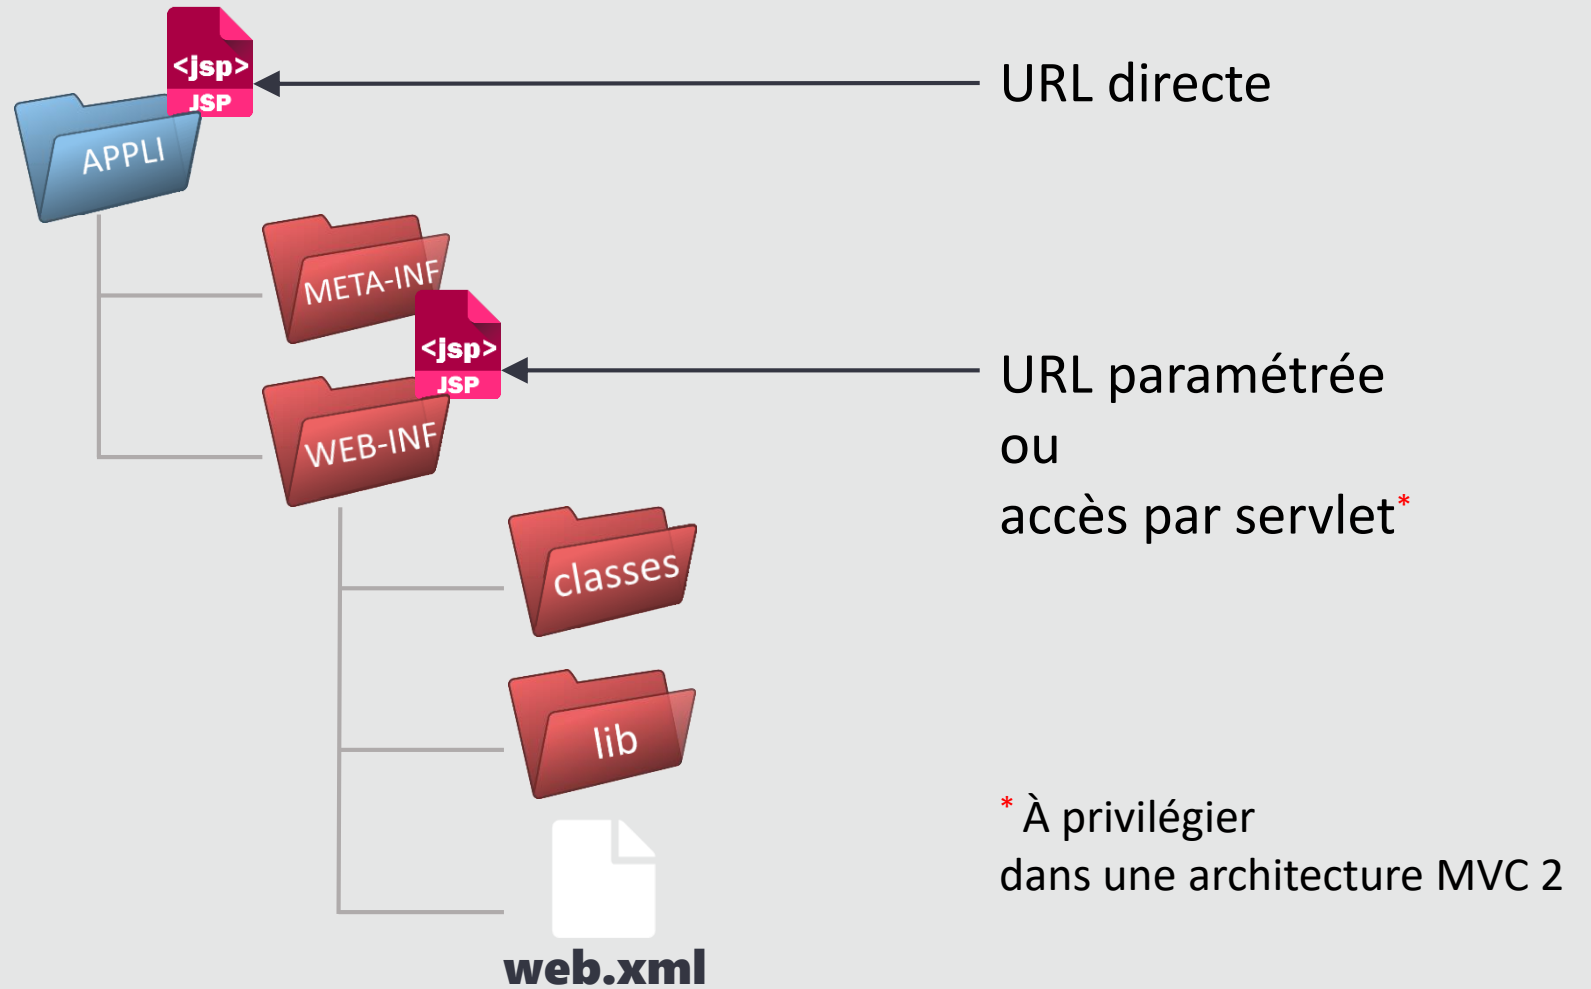 <jsp>
JSP
URL directe
APPLI
META-INF
<jsp>
JSP
URL paramétrée
ou
accès par servlet*
WEB-INF
classes
lib
* À privilégier
dans une architecture MVC 2
web.xml